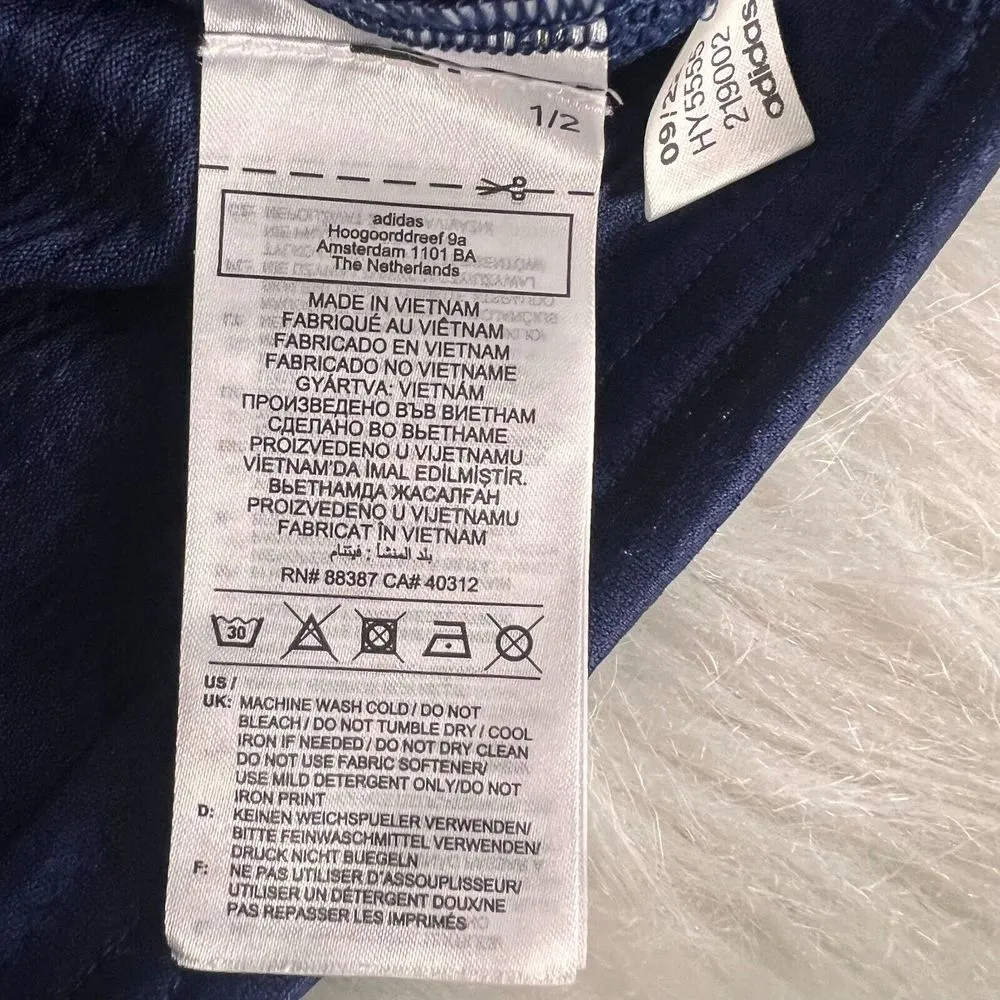 1/2
adidas
Hoogoorddreef 9a
Amsterdam 1101 BA
The Netherlands
MADE IN VIETNAM
FABRIQUÉ AU VIÊTNAM
FABRICADO EN VIETNAM
FABRICADO NO VIETNAME
GYÁRTVA: VIETNÁM
ПРОИЗВЕДЕНО ВЪВ ВИЕТНАМ
СДЕЛАНО ВО ВЬЕТНАМЕ
PROIZVEDENO U VIJETNAMU
VIETNAM'DA İMAL EDİLMİŞTİR.
ВЬЕТНАМДА ЖАСАЛҒАН
PROIZVEDENO U VIJETNAMU
FABRICAT ÎN VIETNAM
بلد المنشأ : فيتنام
RN# 88387 CA# 40312
30
US /
UK: MACHINE WASH COLD / DO NOT
BLEACH / DO NOT TUMBLE DRY / COOL
IRON IF NEEDED / DO NOT DRY CLEAN
DO NOT USE FABRIC SOFTENER/
USE MILD DETERGENT ONLY/DO NOT
IRON PRINT
D: KEINEN WEICHSPUELER VERWENDEN/
BITTE FEINWASCHMITTEL VERWENDEN/
DRUCK NICHT BUEGELN
F: NE PAS UTILISER D'ASSOUPLISSEUR/
UTILISER UN DETERGENT DOUX/NE
PAS REPASSER LES IMPRIMÉS
adidas
219002
09/